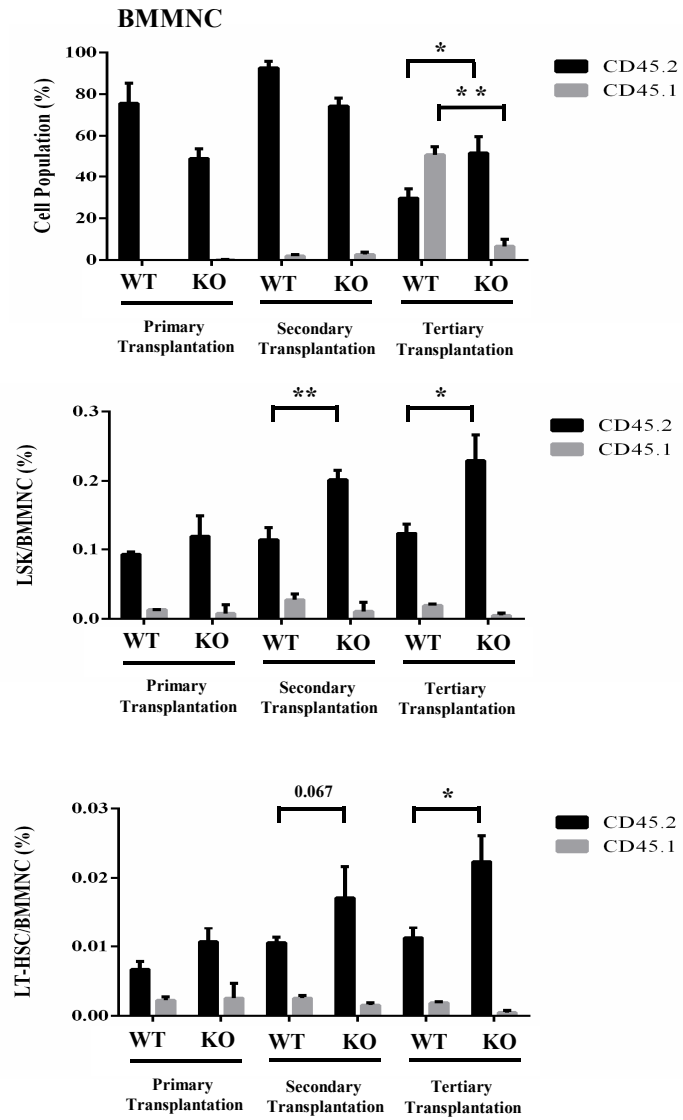 BMMNC
Cell Population (%)
100
80
60
40
20
0
*
* *
CD45.2
CD45.1
WT KO WT KO WT KO
Primary Secondary Tertiary
Transplantation Transplantation Transplantation
LSK/BMMNC (%)
0.3
0.2
0.1
0.0
**
*
CD45.2
CD45.1
WT KO WT KO WT KO
Primary Secondary Tertiary
Transplantation Transplantation Transplantation
LT-HSC/BMMNC (%)
0.03
0.02
0.01
0.00
0.067
*
CD45.2
CD45.1
WT KO WT KO WT KO
Primary Secondary Tertiary
Transplantation Transplantation Transplantation